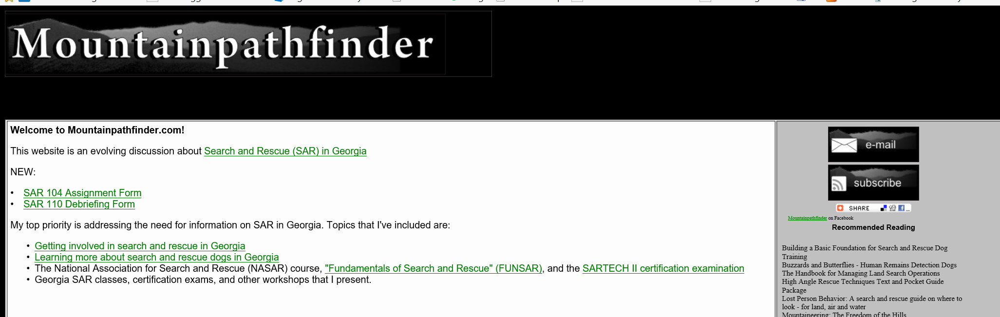 Mountainpathfinder
Welcome to Mountainpathfinder.com!
This website is an evolving discussion about Search and Rescue (SAR) in Georgia
NEW:
• SAR 104 Assignment Form
• SAR 110 Debriefing Form
My top priority is addressing the need for information on SAR in Georgia. Topics that I've included are:
• Getting involved in search and rescue in Georgia
• Learning more about search and rescue dogs in Georgia
• The National Association for Search and Rescue (NASAR) course, "Fundamentals of Search and Rescue" (FUNSAR), and the SARTECH II certification examination
• Georgia SAR classes, certification exams, and other workshops that I present.
e-mail
subscribe
SHARE
Mountainpathfinder on Facebook
Recommended Reading
Building a Basic Foundation for Search and Rescue Dog
Training
Buzzards and Butterflies - Human Remains Detection Dogs
The Handbook for Managing Land Search Operations
High Angle Rescue Techniques Text and Pocket Guide
Package
Lost Person Behavior: A search and rescue guide on where to
look - for land, air and water
Mountaineering: The Freedom of the Hills